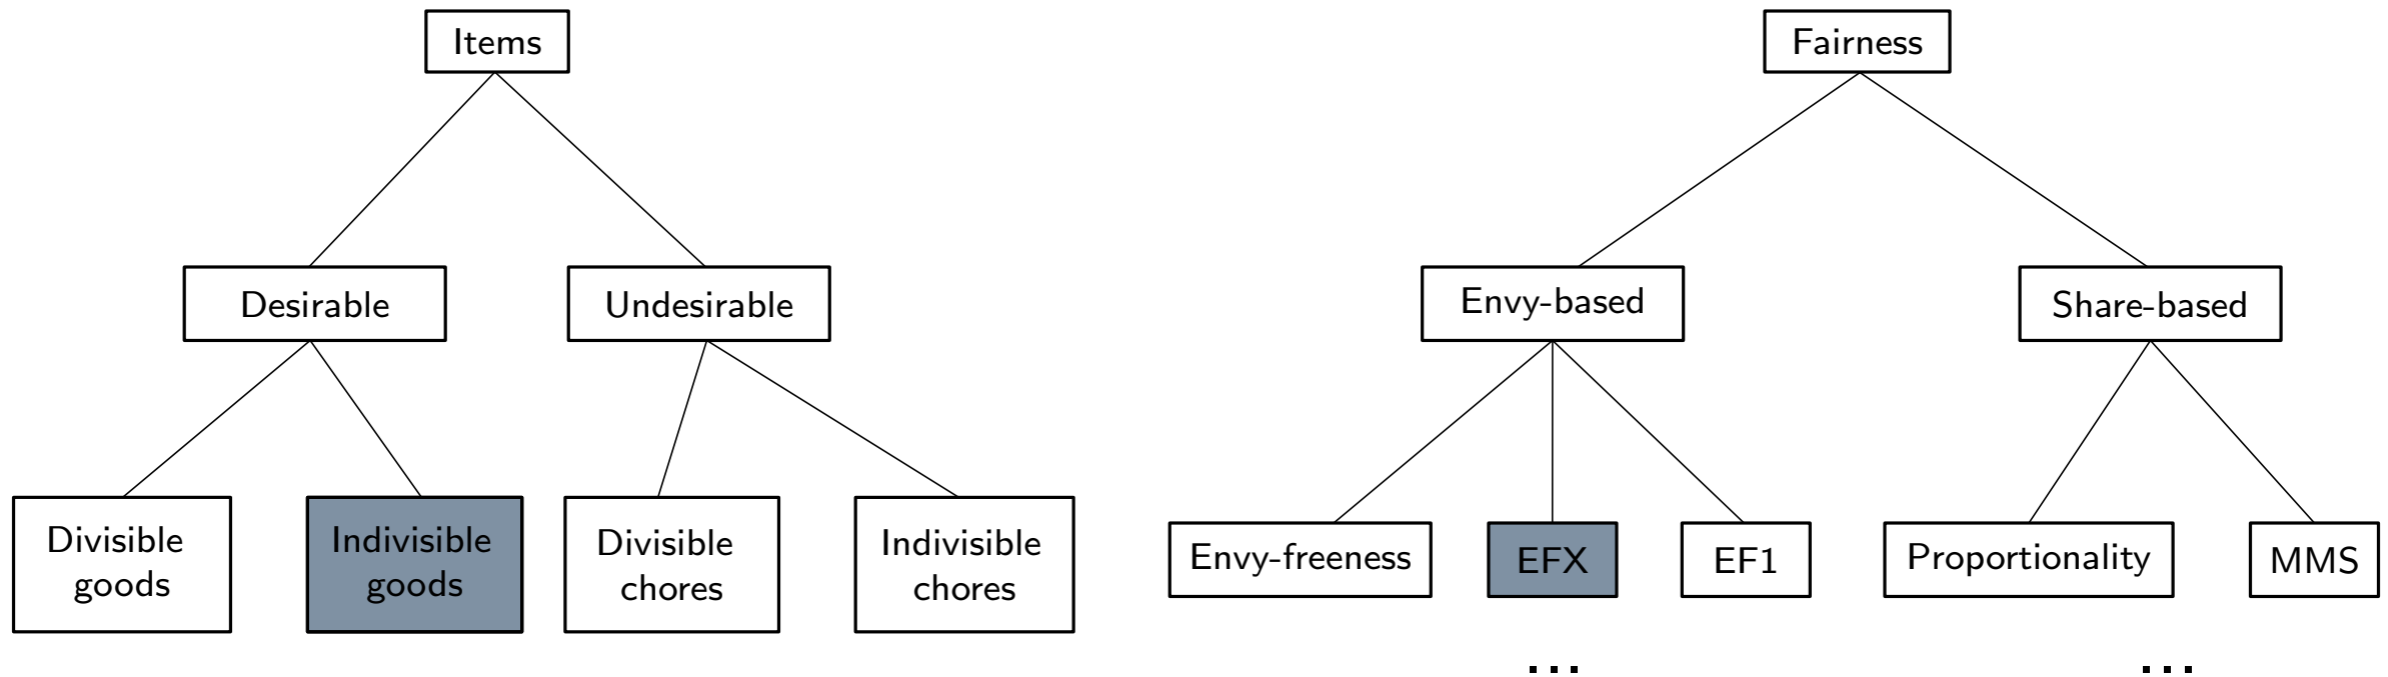 Items
Fairness
Desirable
Undesirable
Envy-based
Share-based
Divisible
goods
Indivisible
goods
Divisible
chores
Indivisible
chores
Envy-freeness
EFX
EF1
Proportionality
MMS
...
...